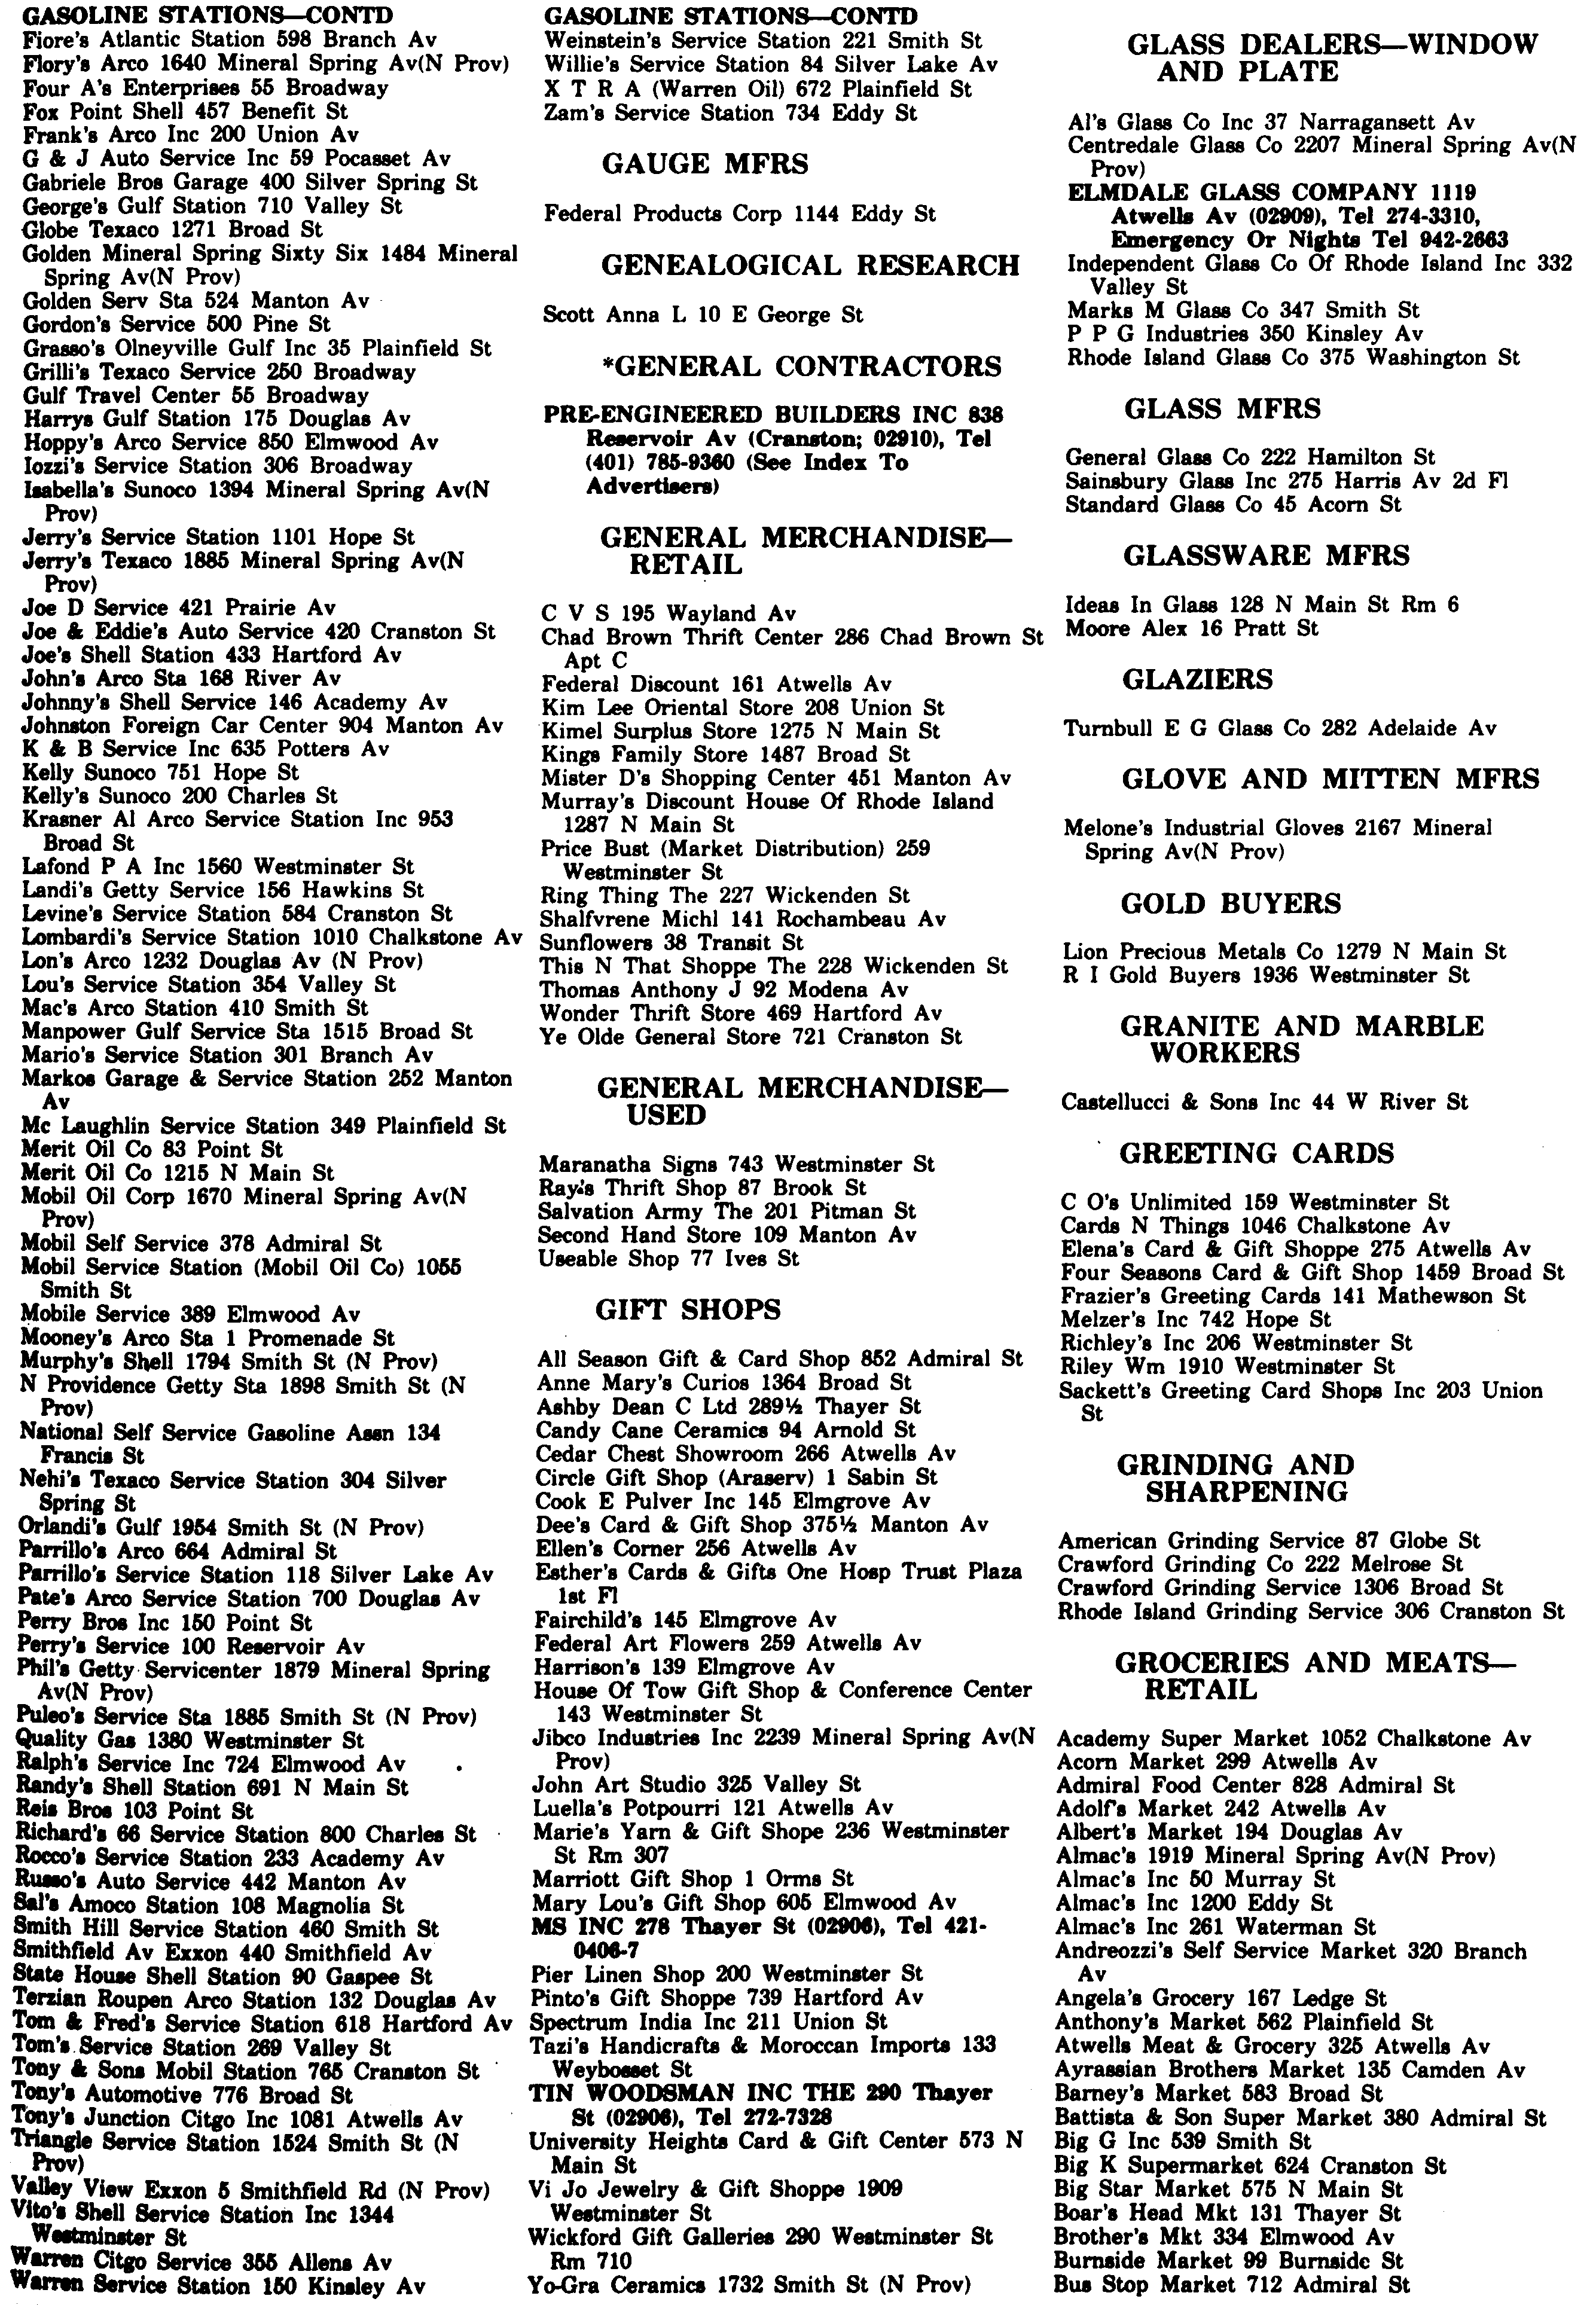 GASOLINE STATIONS—CONTD
Fiore's Atlantic Station 598 Branch Av
Flory's Arco 1640 Mineral Spring Av(N Prov)
Four A's Enterprises 55 Broadway
Fox Point Shell 457 Benefit St
Frank's Arco Inc 200 Union Av
G & J Auto Service Inc 59 Pocasset Av
Gabriele Bros Garage 400 Silver Spring St
George's Gulf Station 710 Valley St
Globe Texaco 1271 Broad St
Golden Mineral Spring Sixty Six 1484 Mineral
Spring Av(N Prov)
Golden Serv Sta 524 Manton Av
Gordon's Service 500 Pine St
Grasso's Olneyville Gulf Inc 35 Plainfield St
Grilli's Texaco Service 250 Broadway
Gulf Travel Center 55 Broadway
Harrys Gulf Station 175 Douglas Av
Hoppy's Arco Service 850 Elmwood Av
Iozzi's Service Station 306 Broadway
Isabella's Sunoco 1394 Mineral Spring Av(N
Prov)
Jerry's Service Station 1101 Hope St
Jerry's Texaco 1885 Mineral Spring Av(N
Prov)
Joe D Service 421 Prairie Av
Joe & Eddie's Auto Service 420 Cranston St
Joe's Shell Station 433 Hartford Av
John's Arco Sta 168 River Av
Johnny's Shell Service 146 Academy Av
Johnston Foreign Car Center 904 Manton Av
K & B Service Inc 635 Potters Av
Kelly Sunoco 751 Hope St
Kelly's Sunoco 200 Charles St
Krasner Al Arco Service Station Inc 953
Broad St
Lafond P A Inc 1560 Westminster St
Landi's Getty Service 156 Hawkins St
Levine's Service Station 584 Cranston St
Lombardi's Service Station 1010 Chalkstone Av
Lon's Arco 1232 Douglas Av (N Prov)
Lou's Service Station 354 Valley St
Mac's Arco Station 410 Smith St
Manpower Gulf Service Sta 1515 Broad St
Mario's Service Station 301 Branch Av
Markos Garage & Service Station 252 Manton
Av
Mc Laughlin Service Station 349 Plainfield St
Merit Oil Co 83 Point St
Merit Oil Co 1215 N Main St
Mobil Oil Corp 1670 Mineral Spring Av(N
Prov)
Mobil Self Service 378 Admiral St
Mobil Service Station (Mobil Oil Co) 1055
Smith St
Mobile Service 389 Elmwood Av
Mooney's Arco Sta 1 Promenade St
Murphy's Shell 1794 Smith St (N Prov)
N Providence Getty Sta 1898 Smith St (N
Prov)
National Self Service Gasoline Assn 134
Francis St
Nehi's Texaco Service Station 304 Silver
Spring St
Orlandi's Gulf 1954 Smith St (N Prov)
Parrillo's Arco 664 Admiral St
Parrillo's Service Station 118 Silver Lake Av
Pate's Arco Service Station 700 Douglas Av
Perry Bros Inc 150 Point St
Perry's Service 100 Reservoir Av
Phil's Getty Servicenter 1879 Mineral Spring
Av(N Prov)
Puleo's Service Sta 1885 Smith St (N Prov)
Quality Gas 1380 Westminster St
Ralph's Service Inc 724 Elmwood Av
Randy's Shell Station 691 N Main St
Reis Bros 103 Point St
Richard's 66 Service Station 800 Charles St
Rocco's Service Station 233 Academy Av
Russo's Auto Service 442 Manton Av
Sal's Amoco Station 108 Magnolia St
Smith Hill Service Station 460 Smith St
Smithfield Av Exxon 440 Smithfield Av
State House Shell Station 90 Gaspee St
Terzian Roupen Arco Station 132 Douglas Av
Tom & Fred's Service Station 618 Hartford Av
Tom's Service Station 269 Valley St
Tony & Sons Mobil Station 765 Cranston St
Tony's Automotive 776 Broad St
Tony's Junction Citgo Inc 1081 Atwells Av
Triangle Service Station 1524 Smith St (N
Prov)
Valley View Exxon 5 Smithfield Rd (N Prov)
Vito's Shell Service Station Inc 1344
Westminster St
Warren Citgo Service 355 Allens Av
Warren Service Station 150 Kinsley Av
GASOLINE STATIONS—CONTD
Weinstein's Service Station 221 Smith St
Willie's Service Station 84 Silver Lake Av
X T R A (Warren Oil) 672 Plainfield St
Zam's Service Station 734 Eddy St
GAUGE MFRS
Federal Products Corp 1144 Eddy St
GENEALOGICAL RESEARCH
Scott Anna L 10 E George St
*GENERAL CONTRACTORS
PRE-ENGINEERED BUILDERS INC 838
Reservoir Av (Cranston; 02910), Tel
(401) 785-9360 (See Index To
Advertisers)
GENERAL MERCHANDISE—
RETAIL
C V S 195 Wayland Av
Chad Brown Thrift Center 286 Chad Brown St
Apt C
Federal Discount 161 Atwells Av
Kim Lee Oriental Store 208 Union St
Kimel Surplus Store 1275 N Main St
Kings Family Store 1487 Broad St
Mister D's Shopping Center 451 Manton Av
Murray's Discount House Of Rhode Island
1287 N Main St
Price Bust (Market Distribution) 259
Westminster St
Ring Thing The 227 Wickenden St
Shalfvrene Michl 141 Rochambeau Av
Sunflowers 38 Transit St
This N That Shoppe The 228 Wickenden St
Thomas Anthony J 92 Modena Av
Wonder Thrift Store 469 Hartford Av
Ye Olde General Store 721 Cranston St
GENERAL MERCHANDISE—
USED
Maranatha Signs 743 Westminster St
Ray's Thrift Shop 87 Brook St
Salvation Army The 201 Pitman St
Second Hand Store 109 Manton Av
Useable Shop 77 Ives St
GIFT SHOPS
All Season Gift & Card Shop 852 Admiral St
Anne Mary's Curios 1364 Broad St
Ashby Dean C Ltd 289½ Thayer St
Candy Cane Ceramics 94 Arnold St
Cedar Chest Showroom 266 Atwells Av
Circle Gift Shop (Araserv) 1 Sabin St
Cook E Pulver Inc 145 Elmgrove Av
Dee's Card & Gift Shop 375½ Manton Av
Ellen's Corner 256 Atwells Av
Esther's Cards & Gifts One Hosp Trust Plaza
1st Fl
Fairchild's 145 Elmgrove Av
Federal Art Flowers 259 Atwells Av
Harrison's 139 Elmgrove Av
House Of Tow Gift Shop & Conference Center
143 Westminster St
Jibco Industries Inc 2239 Mineral Spring Av(N
Prov)
John Art Studio 325 Valley St
Luella's Potpourri 121 Atwells Av
Marie's Yarn & Gift Shope 236 Westminster
St Rm 307
Marriott Gift Shop 1 Orms St
Mary Lou's Gift Shop 605 Elmwood Av
MS INC 278 Thayer St (02906), Tel 421-
0406-7
Pier Linen Shop 200 Westminster St
Pinto's Gift Shoppe 739 Hartford Av
Spectrum India Inc 211 Union St
Tazi's Handicrafts & Moroccan Imports 133
Weybosset St
TIN WOODSMAN INC THE 290 Thayer
St (02906), Tel 272-7328
University Heights Card & Gift Center 573 N
Main St
Vi Jo Jewelry & Gift Shoppe 1909
Westminster St
Wickford Gift Galleries 290 Westminster St
Rm 710
Yo-Gra Ceramics 1732 Smith St (N Prov)
GLASS DEALERS—WINDOW
AND PLATE
Al's Glass Co Inc 37 Narragansett Av
Centredale Glass Co 2207 Mineral Spring Av(N
Prov)
ELMDALE GLASS COMPANY 1119
Atwells Av (02909), Tel 274-3310,
Emergency Or Nights Tel 942-2663
Independent Glass Co Of Rhode Island Inc 332
Valley St
Marks M Glass Co 347 Smith St
P P G Industries 350 Kinsley Av
Rhode Island Glass Co 375 Washington St
GLASS MFRS
General Glass Co 222 Hamilton St
Sainsbury Glass Inc 275 Harris Av 2d Fl
Standard Glass Co 45 Acorn St
GLASSWARE MFRS
Ideas In Glass 128 N Main St Rm 6
Moore Alex 16 Pratt St
GLAZIERS
Turnbull E G Glass Co 282 Adelaide Av
GLOVE AND MITTEN MFRS
Melone's Industrial Gloves 2167 Mineral
Spring Av(N Prov)
GOLD BUYERS
Lion Precious Metals Co 1279 N Main St
R I Gold Buyers 1936 Westminster St
GRANITE AND MARBLE
WORKERS
Castellucci & Sons Inc 44 W River St
GREETING CARDS
C O's Unlimited 159 Westminster St
Cards N Things 1046 Chalkstone Av
Elena's Card & Gift Shoppe 275 Atwells Av
Four Seasons Card & Gift Shop 1459 Broad St
Frazier's Greeting Cards 141 Mathewson St
Melzer's Inc 742 Hope St
Richley's Inc 206 Westminster St
Riley Wm 1910 Westminster St
Sackett's Greeting Card Shops Inc 203 Union
St
GRINDING AND
SHARPENING
American Grinding Service 87 Globe St
Crawford Grinding Co 222 Melrose St
Crawford Grinding Service 1306 Broad St
Rhode Island Grinding Service 306 Cranston St
GROCERIES AND MEATS—
RETAIL
Academy Super Market 1052 Chalkstone Av
Acorn Market 299 Atwells Av
Admiral Food Center 828 Admiral St
Adolf's Market 242 Atwells Av
Albert's Market 194 Douglas Av
Almac's 1919 Mineral Spring Av(N Prov)
Almac's Inc 50 Murray St
Almac's Inc 1200 Eddy St
Almac's Inc 261 Waterman St
Andreozzi's Self Service Market 320 Branch
Av
Angela's Grocery 167 Ledge St
Anthony's Market 562 Plainfield St
Atwells Meat & Grocery 325 Atwells Av
Ayrassian Brothers Market 135 Camden Av
Barney's Market 583 Broad St
Battista & Son Super Market 380 Admiral St
Big G Inc 539 Smith St
Big K Supermarket 624 Cranston St
Big Star Market 575 N Main St
Boar's Head Mkt 131 Thayer St
Brother's Mkt 334 Elmwood Av
Burnside Market 99 Burnside St
Bus Stop Market 712 Admiral St